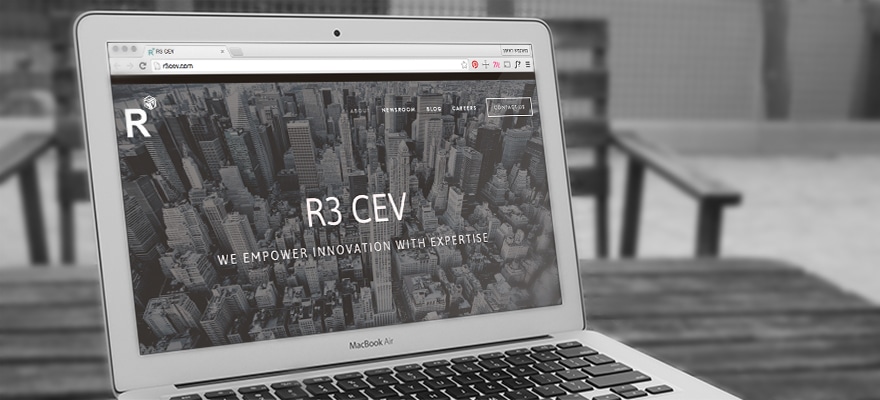 R3 CEV
r3cev.com
R
ABOUT NEWSROOM BLOG CAREERS CONTACT US
R3 CEV
WE EMPOWER INNOVATION WITH EXPERTISE
MacBook Air